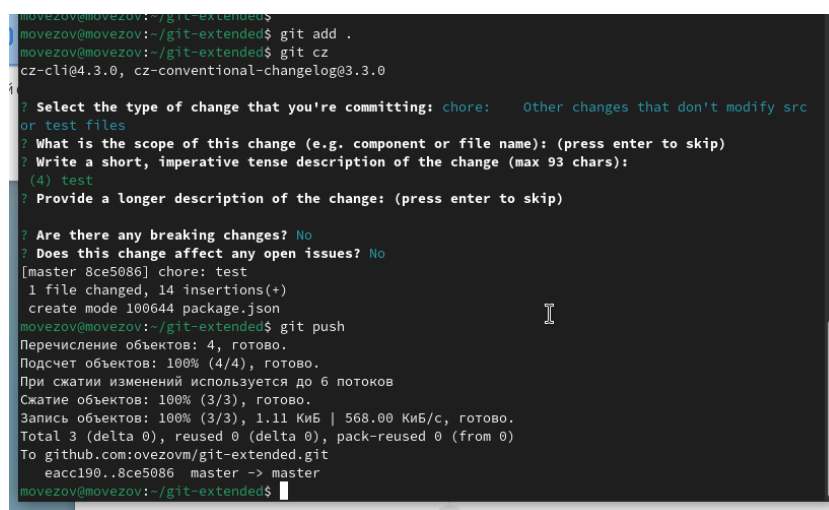 movezov@movezov:~/git-extended$
movezov@movezov:~/git-extended$ git add .
movezov@movezov:~/git-extended$ git cz
cz-cli@4.3.0, cz-conventional-changelog@3.3.0
? Select the type of change that you're committing: chore:    Other changes that don't modify src
or test files
? What is the scope of this change (e.g. component or file name): (press enter to skip)
? Write a short, imperative tense description of the change (max 93 chars):
(4) test
? Provide a longer description of the change: (press enter to skip)
? Are there any breaking changes? No
? Does this change affect any open issues? No
[master 8ce5086] chore: test
1 file changed, 14 insertions(+)
create mode 100644 package.json
movezov@movezov:~/git-extended$ git push
Перечисление объектов: 4, готово.
Подсчет объектов: 100% (4/4), готово.
При сжатии изменений используется до 6 потоков
Сжатие объектов: 100% (3/3), готово.
Запись объектов: 100% (3/3), 1.11 КиБ | 568.00 КиБ/с, готово.
Total 3 (delta 0), reused 0 (delta 0), pack-reused 0 (from 0)
To github.com:ovezovm/git-extended.git
eacc190..8ce5086  master -> master
movezov@movezov:~/git-extended$